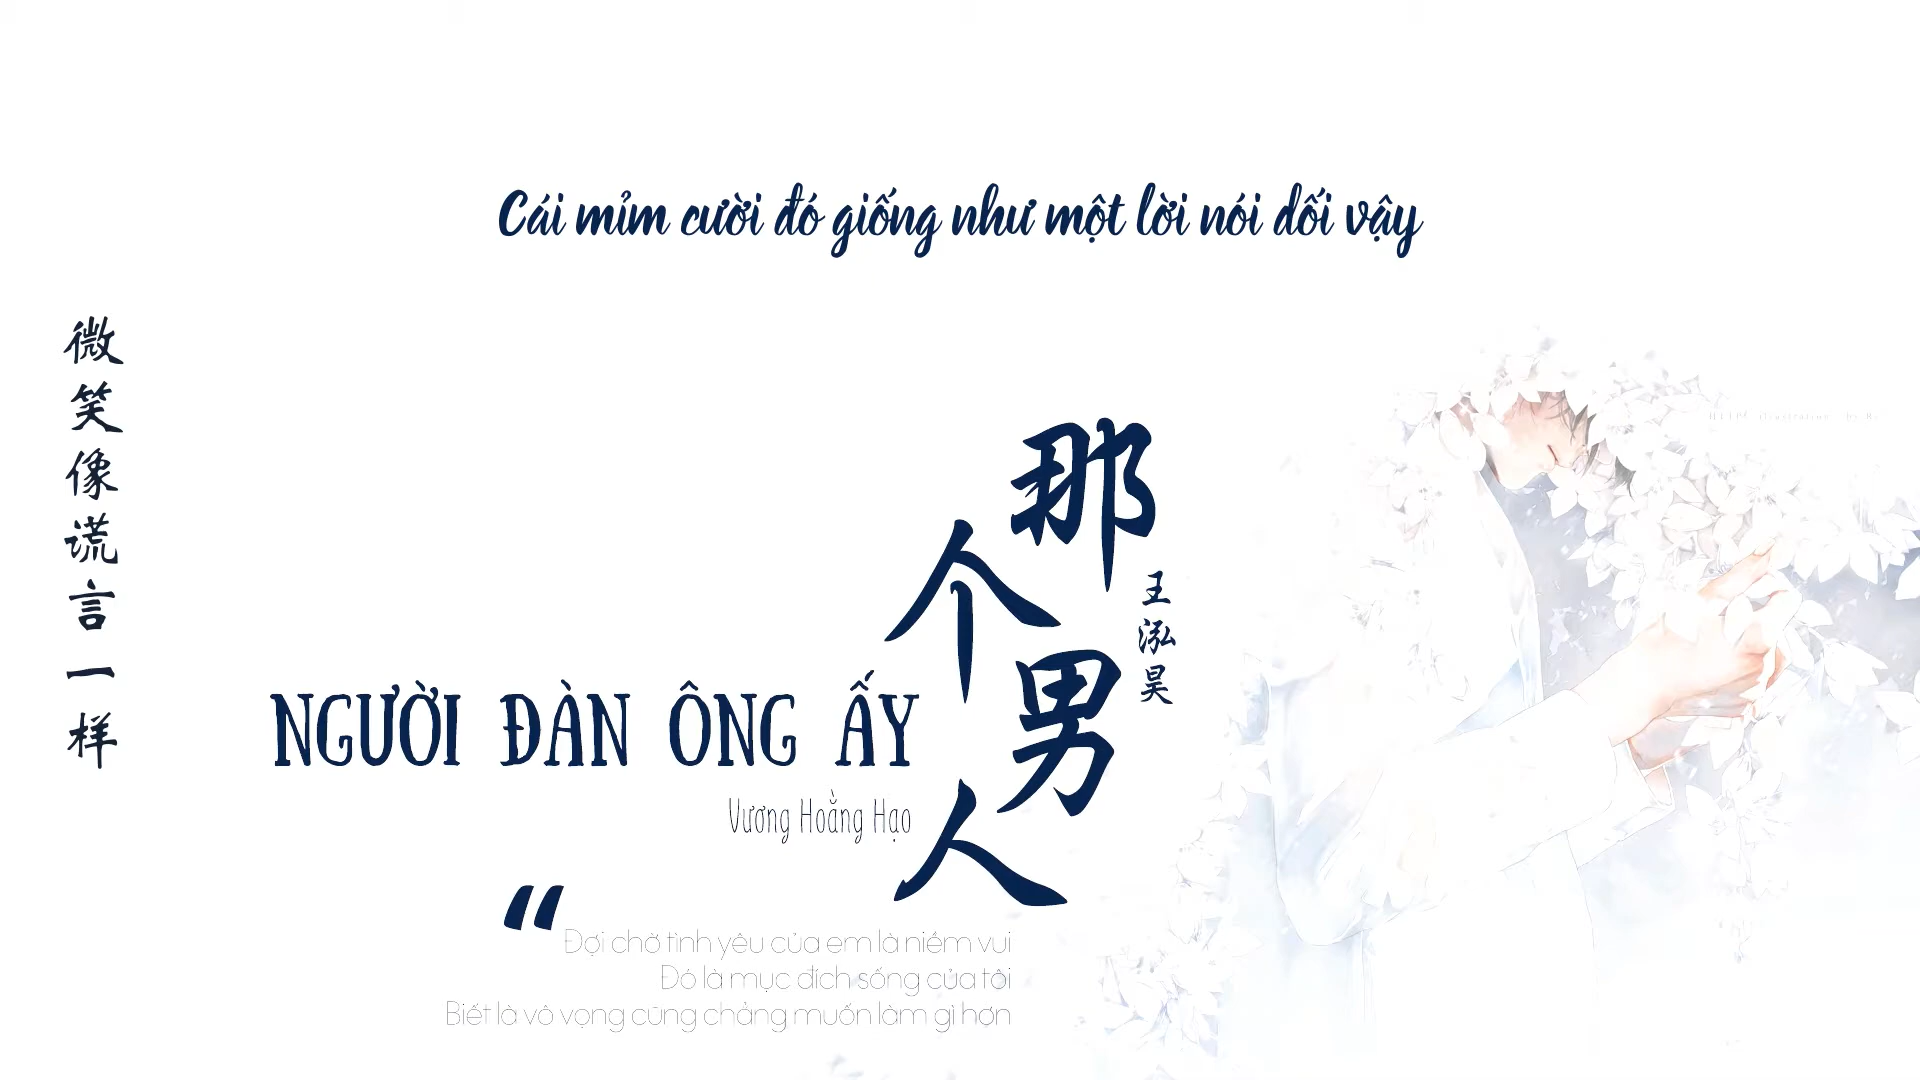 Cái mỉm cười đó giống như một lời nói dối vậy
微笑像谎言一样
那个男人
王泓昊
NGƯỜI ĐÀN ÔNG ẤY
Vương Hoằng Hạo
“
Đợi chờ tình yêu của em là niềm vui
Đó là mục đích sống của tôi
Biết là vô vọng cũng chẳng muốn làm gì hơn
illustration by